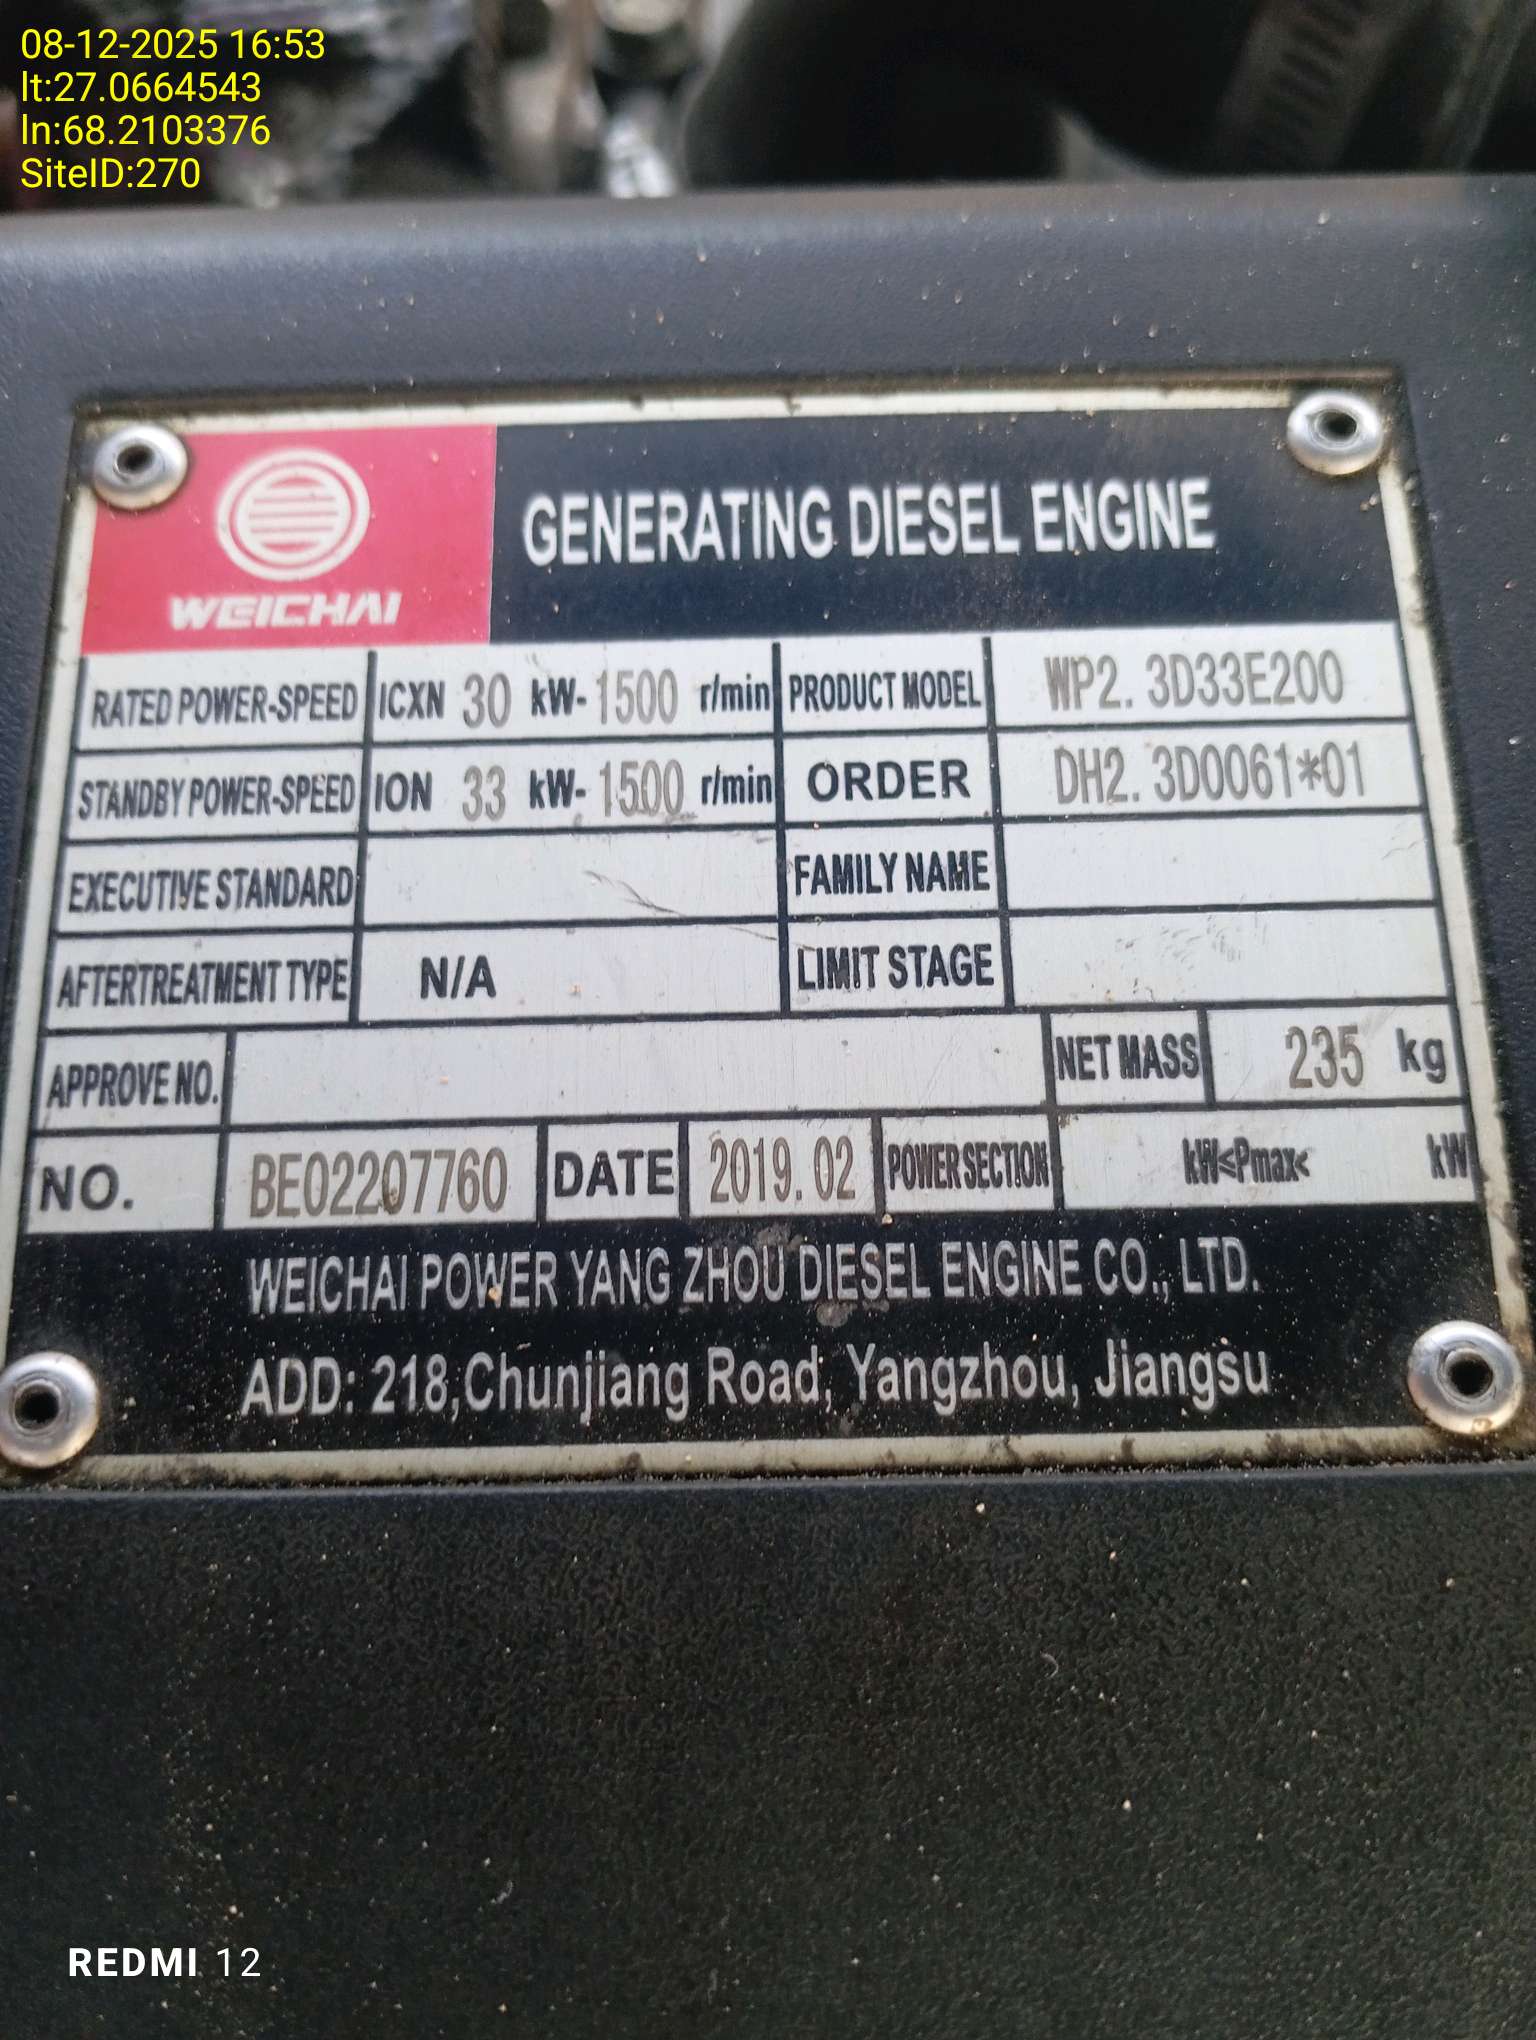 08-12-2025 16:53
lt:27.0664543
ln:68.2103376
SiteID:270
WEICHAI
GENERATING DIESEL ENGINE
RATED POWER-SPEED ICXN 30 kW- 1500 r/min PRODUCT MODEL WP2. 3D33E200
STANDBY POWER-SPEED ION 33 kW- 1500 r/min ORDER DH2. 3D0061*01
EXECUTIVE STANDARD FAMILY NAME
AFTERTREATMENT TYPE N/A LIMIT STAGE
APPROVE NO. NET MASS 235 kg
NO. BE02207760 DATE 2019. 02 POWER SECTION kW≤Pmax< kW
WEICHAI POWER YANG ZHOU DIESEL ENGINE CO., LTD.
ADD: 218,Chunjiang Road, Yangzhou, Jiangsu
REDMI 12